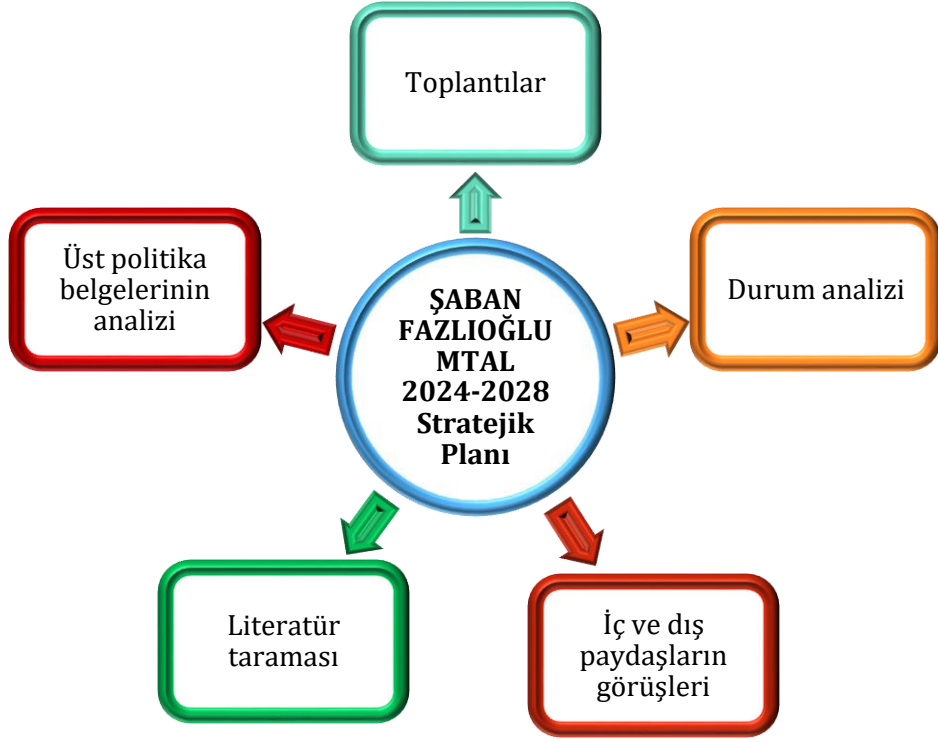 Toplantılar
Üst politika
belgelerinin
analizi
ŞABAN
FAZLIOĞLU
MTAL
2024-2028
Stratejik
Planı
Durum analizi
Literatür
taraması
İç ve dış
paydaşların
görüşleri